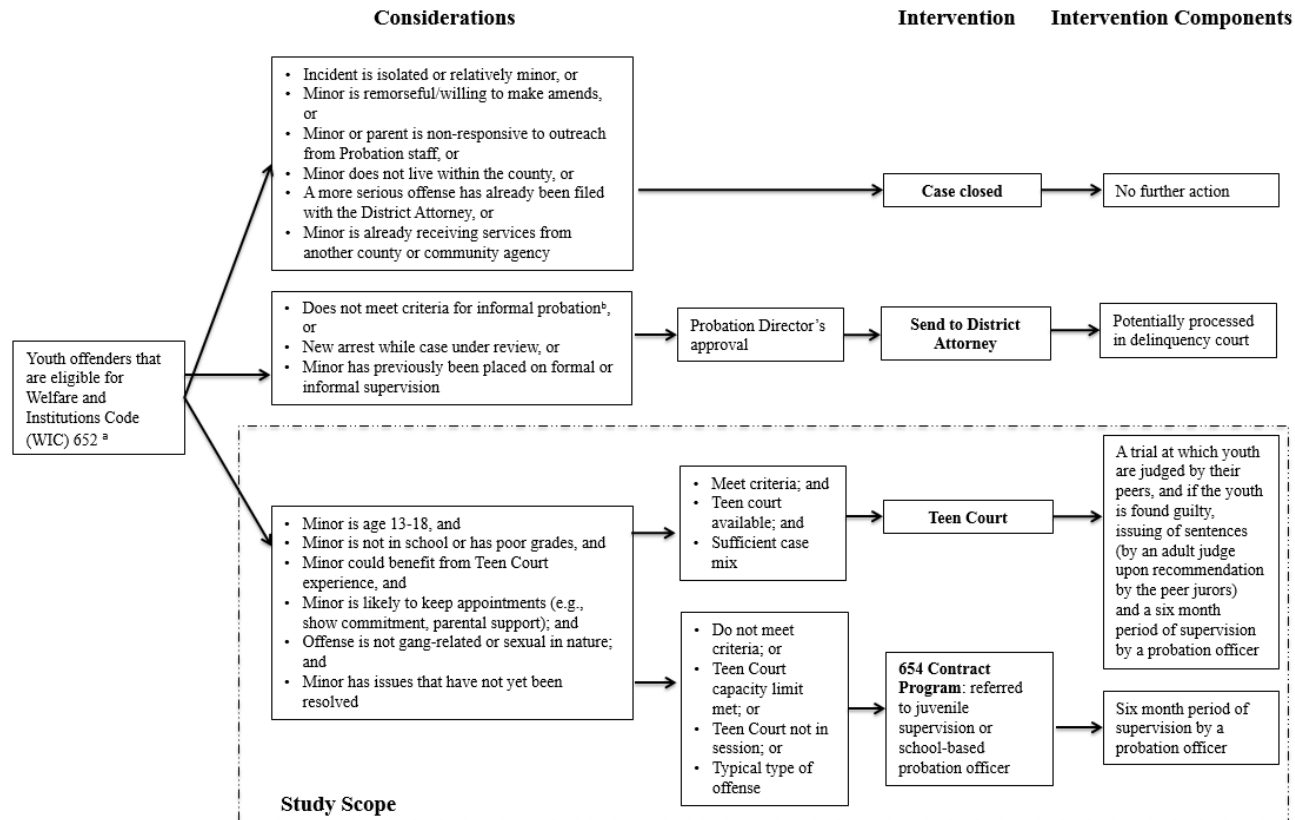 Considerations
Intervention
Intervention Components
• Incident is isolated or relatively minor, or
• Minor is remorseful/willing to make amends,
or
• Minor or parent is non-responsive to outreach
from Probation staff, or
• Minor does not live within the county, or
• A more serious offense has already been filed
with the District Attorney, or
• Minor is already receiving services from
another county or community agency
Case closed
No further action
Youth offenders that
are eligible for
Welfare and
Institutions Code
(WIC) 652 ª
• Does not meet criteria for informal probationᵇ,
or
• New arrest while case under review, or
• Minor has previously been placed on formal or
informal supervision
Probation Director’s
approval
Send to District
Attorney
Potentially processed
in delinquency court
• Minor is age 13-18, and
• Minor is not in school or has poor grades, and
• Minor could benefit from Teen Court
experience, and
• Minor is likely to keep appointments (e.g.,
show commitment, parental support); and
• Offense is not gang-related or sexual in nature;
and
• Minor has issues that have not yet been
resolved
• Meet criteria; and
• Teen court
available; and
• Sufficient case
mix
Teen Court
A trial at which youth
are judged by their
peers, and if the youth
is found guilty,
issuing of sentences
(by an adult judge
upon recommendation
by the peer jurors)
and a six month
period of supervision
by a probation officer
• Do not meet
criteria; or
• Teen Court
capacity limit
met; or
• Teen Court not in
session; or
• Typical type of
offense
654 Contract
Program: referred
to juvenile
supervision or
school-based
probation officer
Six month period of
supervision by a
probation officer
Study Scope